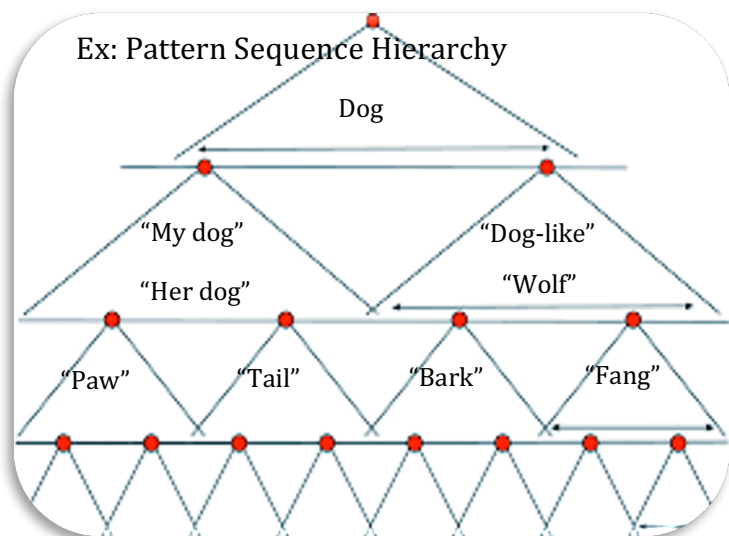 Ex: Pattern Sequence Hierarchy
Dog
“My dog”
“Dog-like”
“Her dog”
“Wolf”
“Paw”
“Tail”
“Bark”
“Fang”